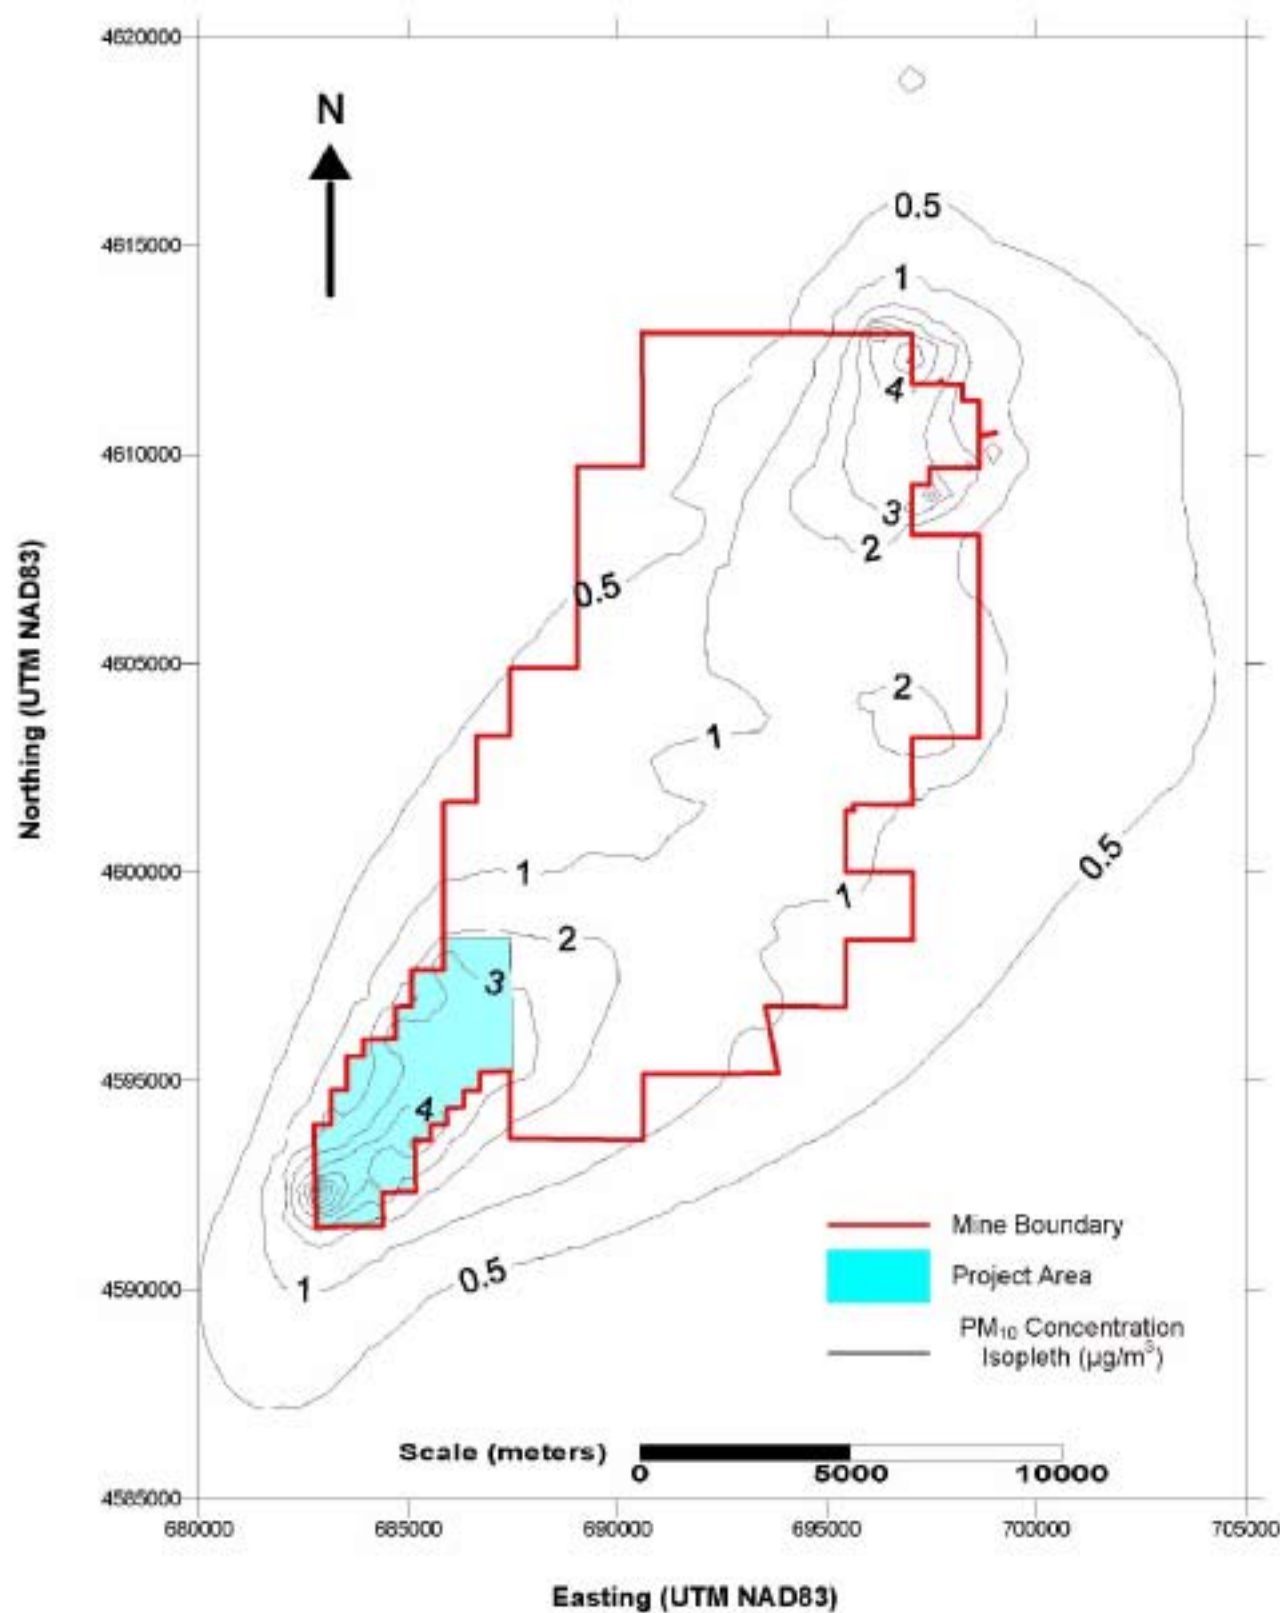 4620000
N
0.5
4615000
1
4
4610000
3
2
0.5
4605000
2
1
0.5
4600000
1
1
2
3
4595000
4
Mine Boundary
0.5
Project Area
4590000
1
PM₁₀ Concentration
Isopleth (µg/m³)
Scale (meters)
0 5000 10000
4585000
680000 685000 690000 695000 700000 705000
Northing (UTM NAD83)
Easting (UTM NAD83)